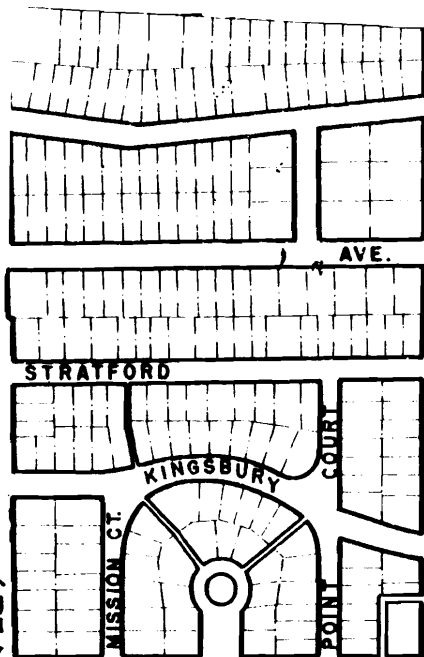 AVE.
STRATFORD
KINGSBURY
COURT
MISSION CT.
POINT